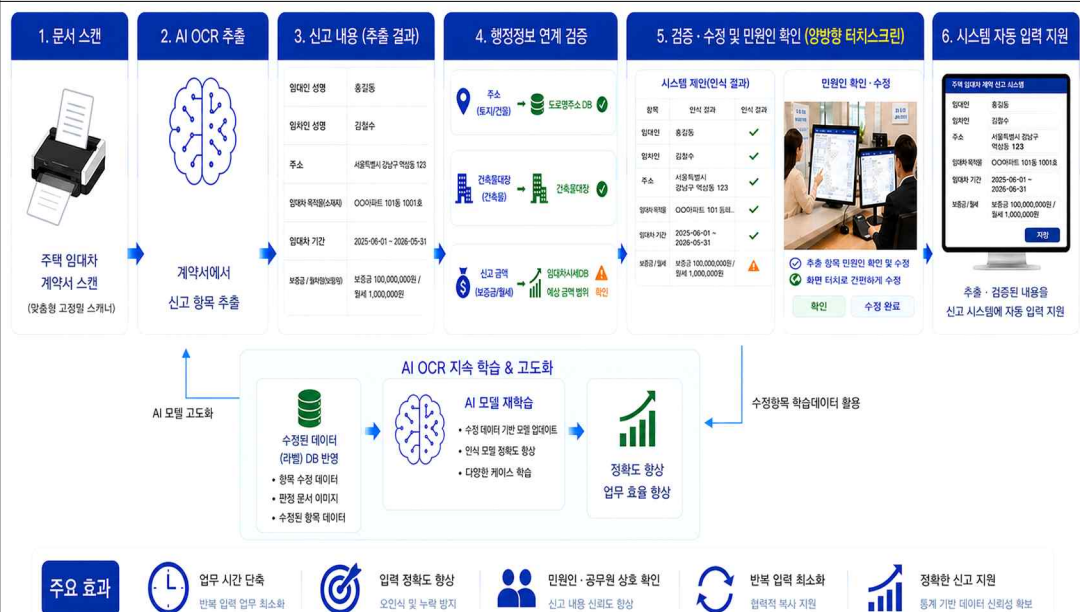 1. 문서 스캔
주택 임대차
계약서 스캔
(맞춤형 고정밀 스캐너)
2. AI OCR 추출
계약서에서
신고 항목 추출
3. 신고 내용 (추출 결과)
임대인 성명 홍길동
임차인 성명 김철수
주소 서울특별시 강남구 역삼동 123
임대차 목적물(소재지) OO아파트 101동 1001호
임대차 기간 2025-06-01 ~ 2026-05-31
보증금 / 보증금 100,000,000원 /
월세 1,000,000원
4. 행정정보 연계 검증
주소
(토지/건물)
도로명주소 DB
건축물대장
(건축물)
건축물대장
신고 금액
(보증금/월세)
임대차시세DB
예상 금액 범위
확인
5. 검증 · 수정 및 민원인 확인 (양방향 터치스크린)
시스템 제안(인식 결과)
항목 인식 결과 인식 결과
임대인 홍길동
임차인 김철수
주소 서울특별시
강남구 역삼동 123
임대차 목적물 OO아파트 101
임대차 기간 2025-06-01 ~
2026-05-31
보증금/월세 보증금 100,000,000원/
월세 1,000,000원
민원인 확인 · 수정
추출 항목 민원인 확인 및 수정
화면 터치로 간편하게 수정
확인
수정 완료
6. 시스템 자동 입력 지원
주택 임대차 계약 신고 시스템
임대인 홍길동
임차인 김철수
주소 서울특별시 강남구
역삼동 123
임대차 목적물 OO아파트 101동 1001호
임대차 기간 2025-06-01 ~
2026-06-31
보증금/월세 보증금 100,000,000원/
월세 1,000,000원
저장
추출 · 검증된 내용을
신고 시스템에 자동 입력 지원
AI 모델 고도화
AI OCR 지속 학습 & 고도화
수정된 데이터
(라벨) DB 반영
• 항목 수정 데이터
• 판정 문서 이미지
• 수정된 항목 데이터
AI 모델 재학습
• 수정 데이터 기반 모델 업데이트
• 인식 모델 정확도 향상
• 다양한 케이스 학습
정확도 향상
업무 효율 향상
수정항목 학습데이터 활용
주요 효과
업무 시간 단축
반복 입력 업무 최소화
입력 정확도 향상
오인식 및 누락 방지
민원인 · 공무원 상호 확인
신고 내용 신뢰도 향상
반복 입력 최소화
협력적 복사 지원
정확한 신고 지원
통계 기반 데이터 신뢰성 확보